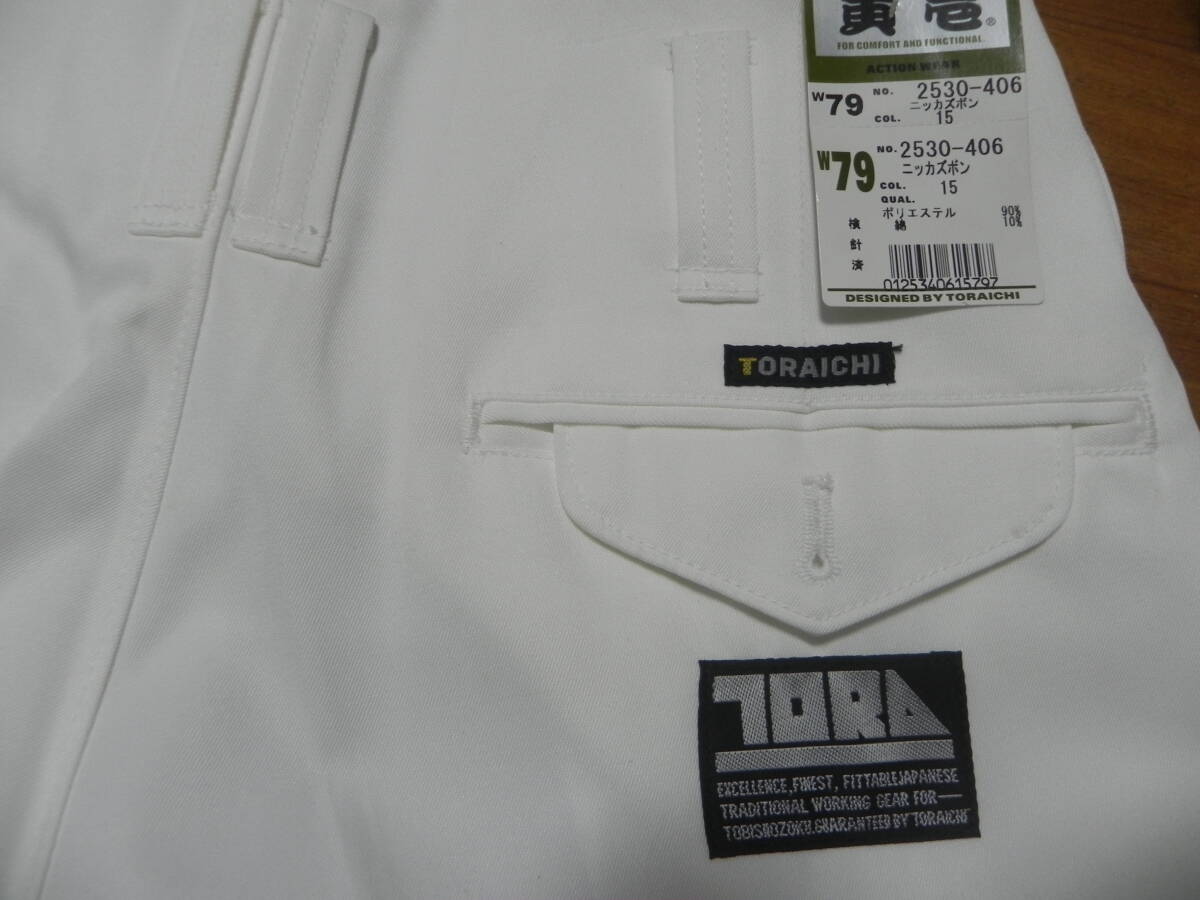 寅壱®
FOR COMFORT AND FUNCTIONAL.
ACTION WEAR
W79 NO. 2530-406
ニッカズボン
COL. 15
W79 NO. 2530-406
ニッカズボン
COL. 15
QUAL.
ポリエステル 90%
綿 10%
検針済
0125340615797
DESIGNED BY TORAICHI
TORAICHI
TORA
EXCELLENCE, FINEST, FITTABLE JAPANESE
TRADITIONAL WORKING GEAR FOR—
TOBISHOZOKU. GUARANTEED BY TORAICHI